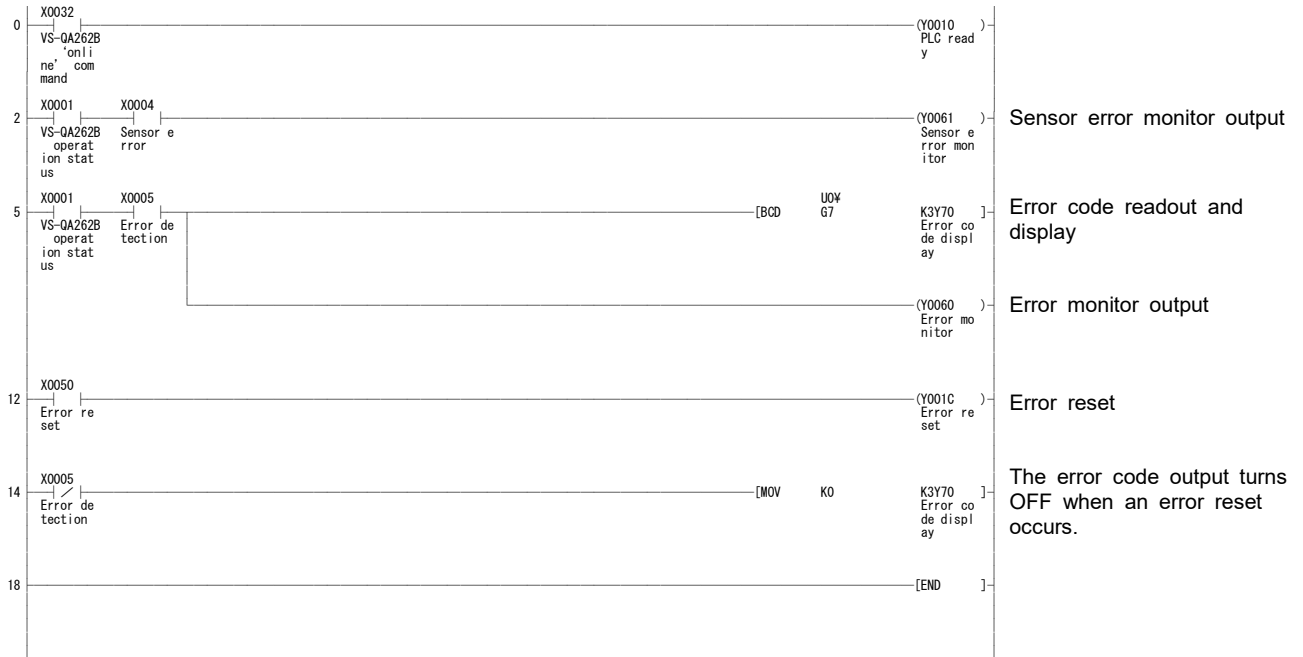 X0032
0 (Y0010 )
VS-QA262B PLC read
‘onli y
ne’ com
mand
X0001 X0004
2 (Y0061 ) Sensor error monitor output
VS-QA262B Sensor e Sensor e
operat rror rror mon
ion stat itor
us
X0001 X0005 U0¥
5 [BCD G7 K3Y70 ] Error code readout and
VS-QA262B Error de Error co display
operat tection de displ
ion stat ay
us
(Y0060 ) Error monitor output
Error mo
nitor
X0050
12 (Y001C ) Error reset
Error re Error re
set set
X0005 The error code output turns
14 [MOV K0 K3Y70 ] OFF when an error reset
Error de Error co occurs.
tection de displ
ay
18 [END ]